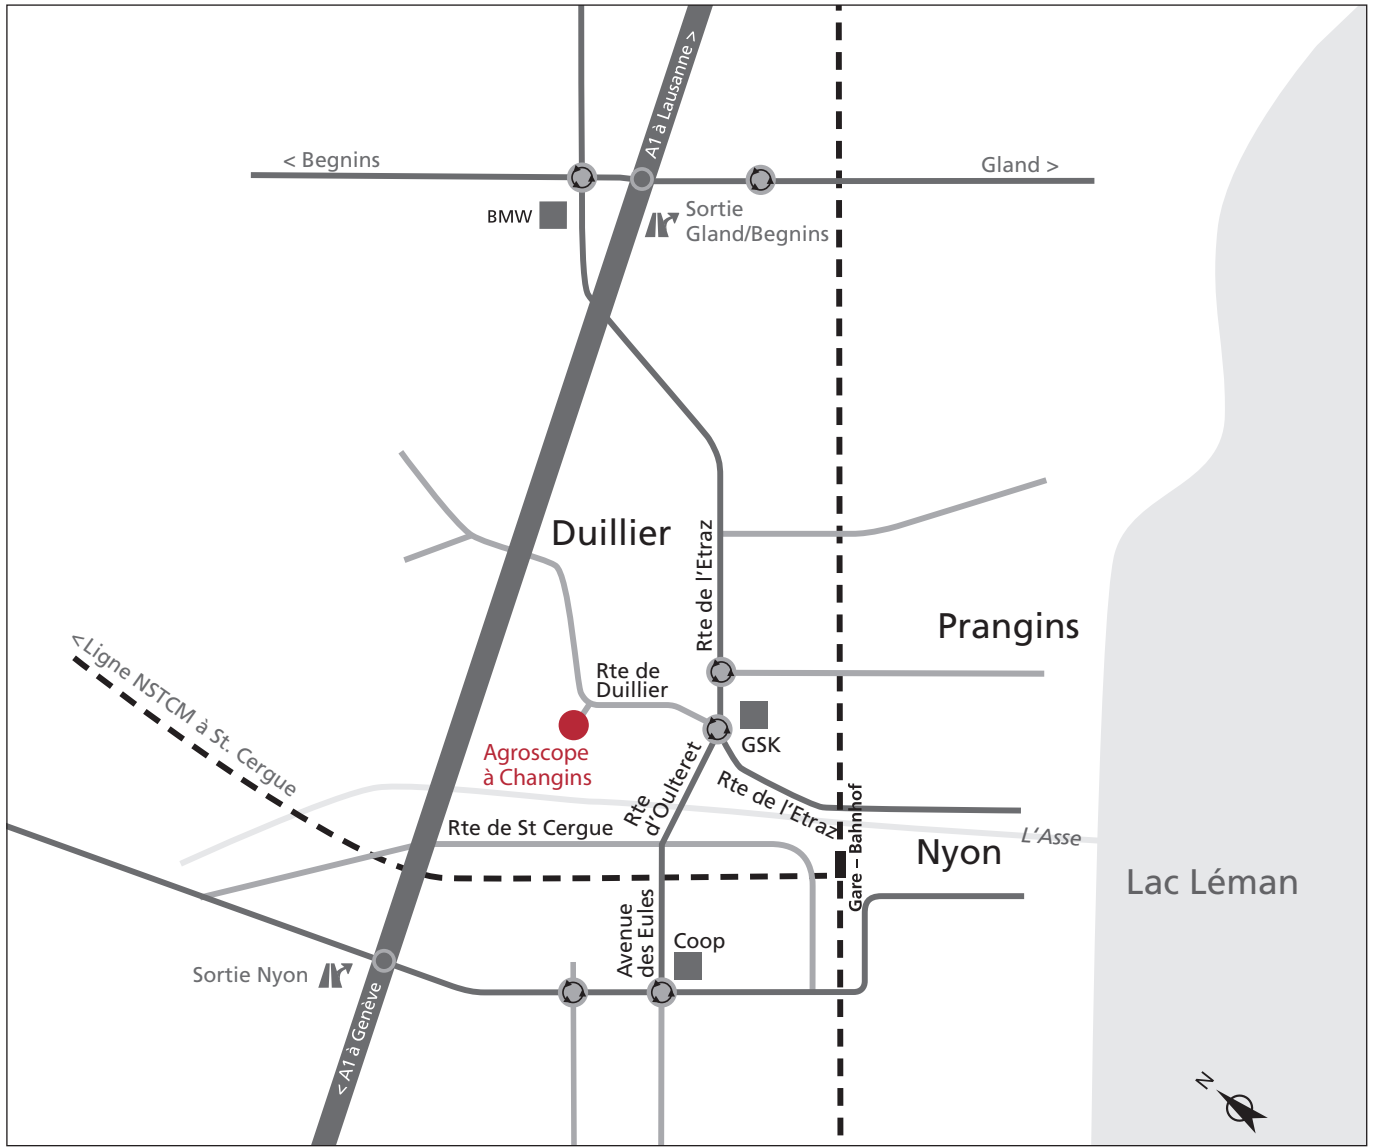 A1 à Lausanne >
< Begnins
Gland >
BMW
Sortie
Gland/Begnins
Duillier
Rte de l'Etraz
Prangins
< Ligne NSTCM à St. Cergue
Rte de
Duillier
GSK
Agroscope
à Changins
Rte
d'Oulteret
Rte de l'Etraz
Gare – Bahnhof
Rte de St Cergue
L'Asse
Nyon
Lac Léman
Avenue
des Eules
Coop
Sortie Nyon
< A1 à Genève
N